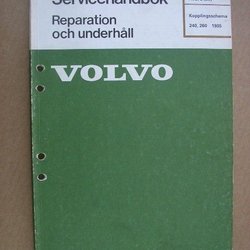 Servicehandbok
Reparation
och underhåll
Kopplingsschema
240, 260 1985
VOLVO